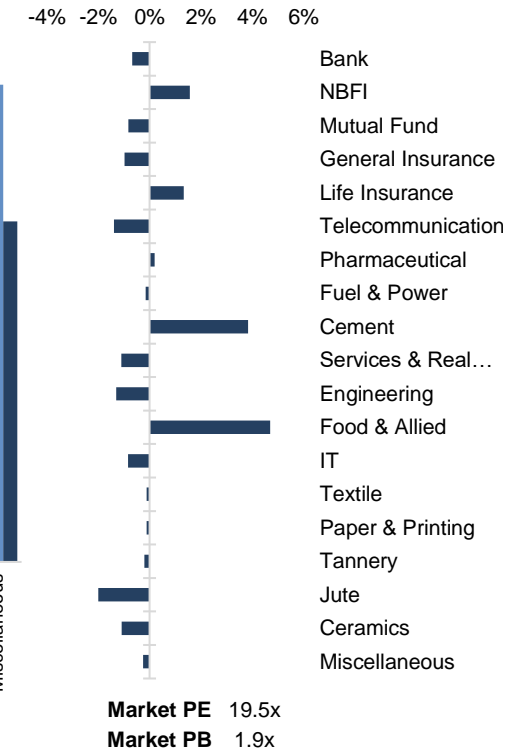 -4% -2% 0% 2% 4% 6%
Bank
NBFI
Mutual Fund
General Insurance
Life Insurance
Telecommunication
Pharmaceutical
Fuel & Power
Cement
Services & Real…
Engineering
Food & Allied
IT
Textile
Paper & Printing
Tannery
Jute
Ceramics
Miscellaneous
Miscellaneous
Market PE 19.5x
Market PB 1.9x